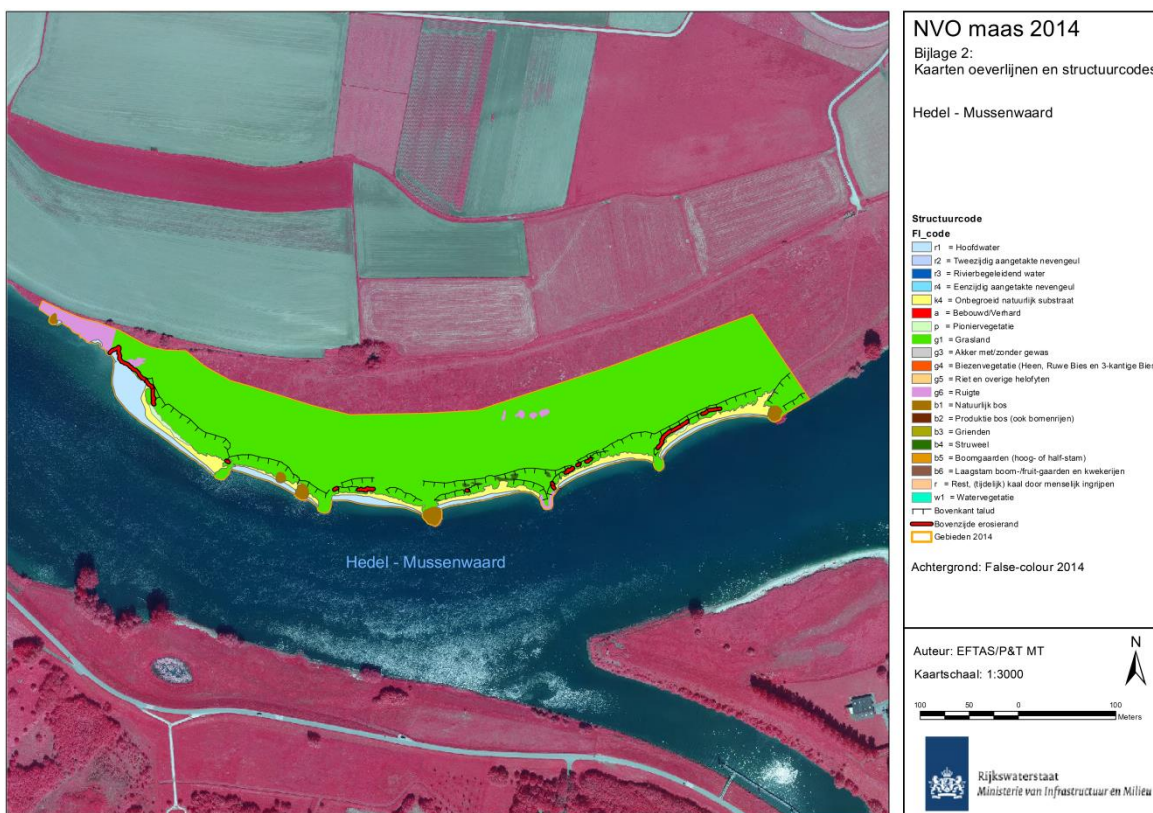 NVO maas 2014
Bijlage 2:
Kaarten oeverlijnen en structuurcodes
Hedel - Mussenwaard
Structuurcode
Fl_code
r1 = Hoofdwater
r2 = Tweezijdig aangetakte nevengeul
r3 = Rivierbegeleidend water
r4 = Eenzijdig aangetakte nevengeul
k4 = Onbegroeid natuurlijk substraat
a = Bebouwd/Verhard
p = Pioniervegetatie
g1 = Grasland
g3 = Akker met/zonder gewas
g4 = Biezenvegetatie (Heen, Ruwe Bies en 3-kantige Bies
g5 = Riet en overige helofyten
g6 = Ruigte
b1 = Natuurlijk bos
b2 = Produktie bos (ook bomenrijen)
b3 = Grienden
b4 = Struweel
b5 = Boomgaarden (hoog- of half-stam)
b6 = Laagstam boom-/fruit-gaarden en kwekerijen
r = Rest, (tijdelijk) kaal door menselijk ingrijpen
w1 = Watervegetatie
Bovenkant talud
Bovenzijde erosierand
Gebieden 2014
Achtergrond: False-colour 2014
Hedel - Mussenwaard
Auteur: EFTAS/P&T MT
Kaartschaal: 1:3000
N
100 50 0 100
Meters
Rijkswaterstaat
Ministerie van Infrastructuur en Milieu